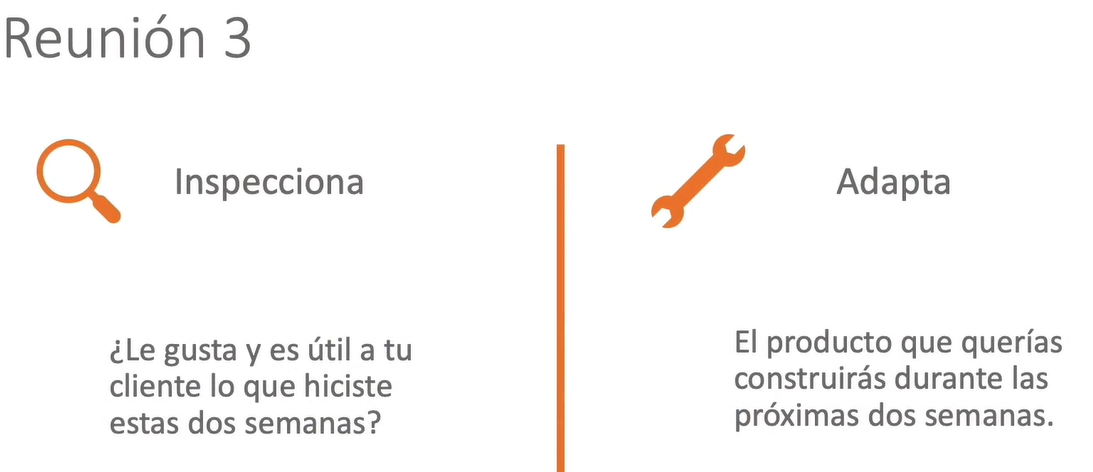 Reunión 3
Inspecciona
¿Le gusta y es útil a tu
cliente lo que hiciste
estas dos semanas?
Adapta
El producto que querías
construirás durante las
próximas dos semanas.